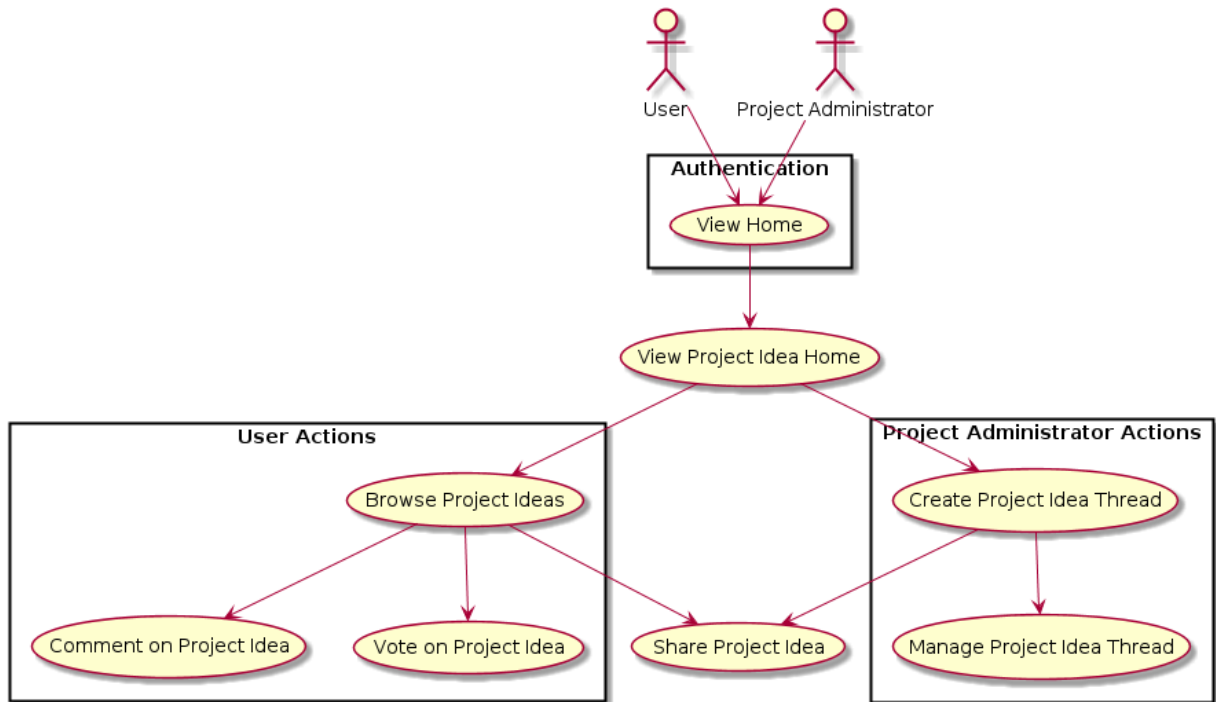 User
Project Administrator
Authentication
View Home
View Project Idea Home
User Actions
Project Administrator Actions
Browse Project Ideas
Create Project Idea Thread
Comment on Project Idea
Vote on Project Idea
Share Project Idea
Manage Project Idea Thread